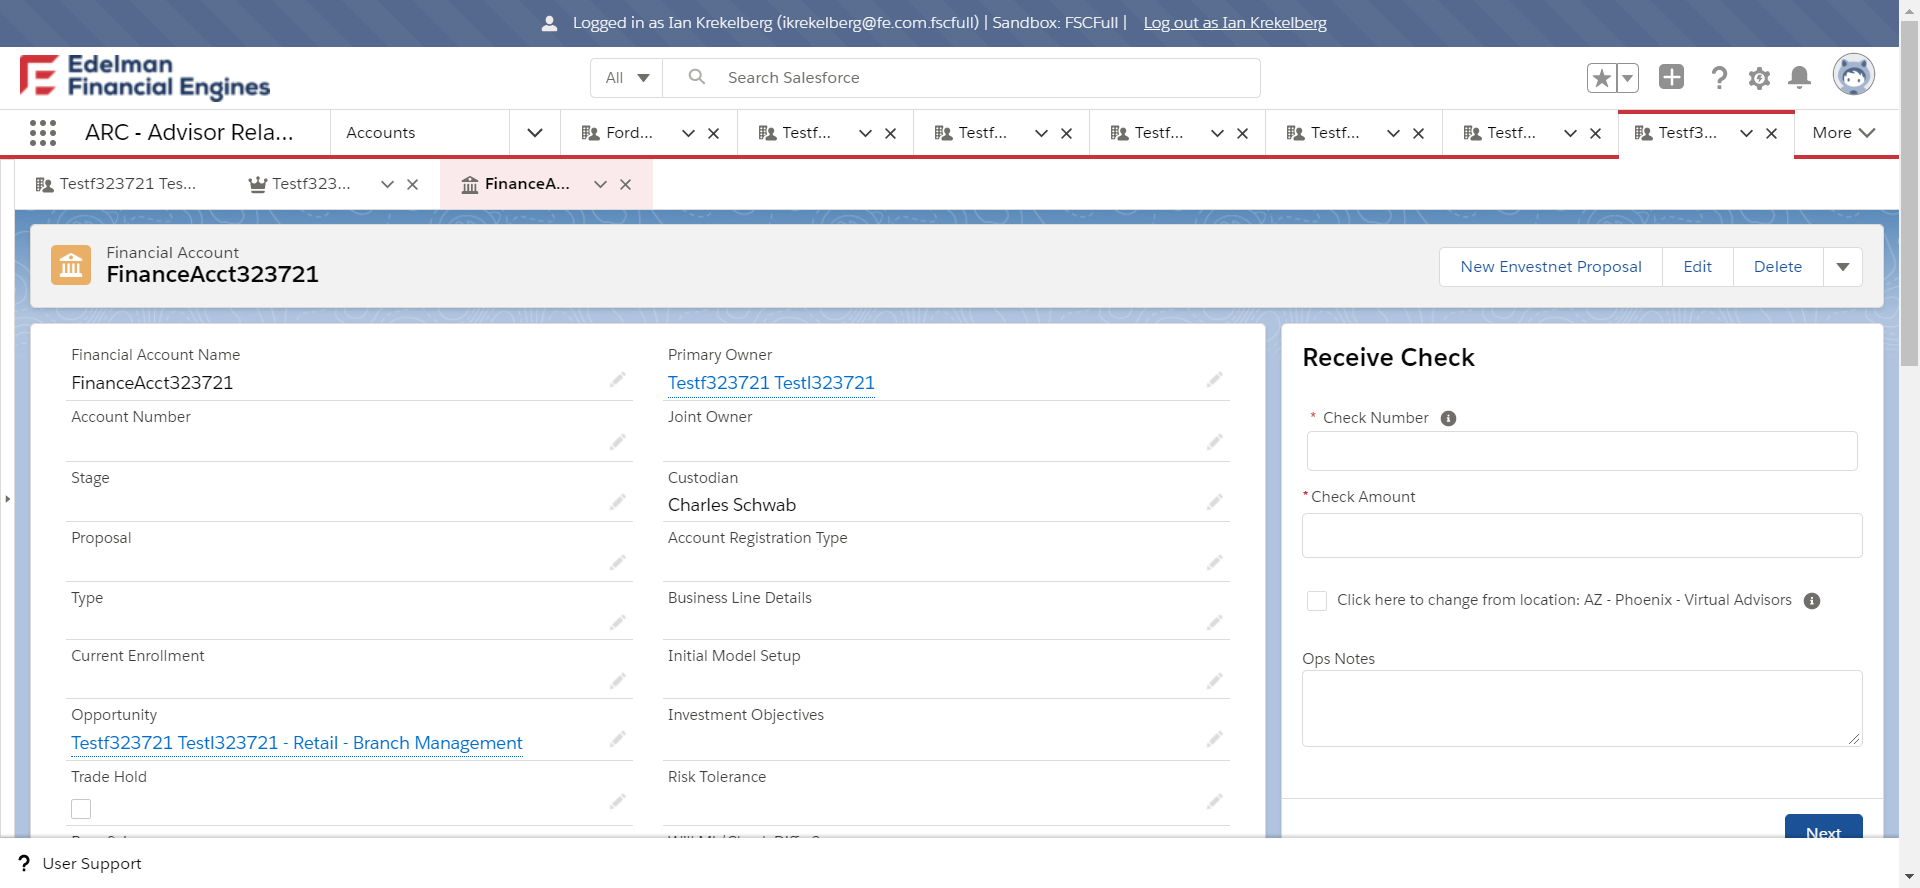 Logged in as Ian Krekelberg (ikrekelberg@fe.com.fscfull) | Sandbox: FSCFull | Log out as Ian Krekelberg
Edelman
Financial Engines
All
Search Salesforce
ARC - Advisor Rela...
Accounts
Ford...
Testf...
Testf...
Testf...
Testf...
Testf...
Testf3...
More
Testf323721 Tes...
Testf323...
FinanceA...
Financial Account
FinanceAcct323721
New Envestnet Proposal
Edit
Delete
Financial Account Name
FinanceAcct323721
Primary Owner
Testf323721 Testl323721
Account Number
Joint Owner
Stage
Custodian
Charles Schwab
Proposal
Account Registration Type
Type
Business Line Details
Current Enrollment
Initial Model Setup
Opportunity
Testf323721 Testl323721 - Retail - Branch Management
Investment Objectives
Trade Hold
Risk Tolerance
Receive Check
* Check Number
* Check Amount
Click here to change from location: AZ - Phoenix - Virtual Advisors
Ops Notes
Next
? User Support